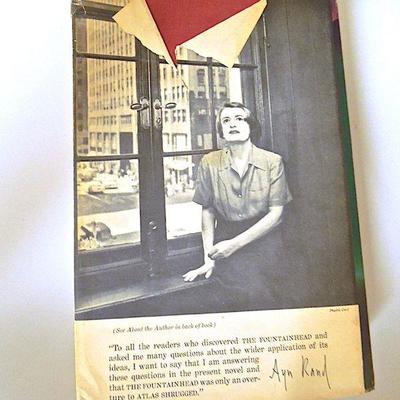 (See About the Author in back of book)
"To all the readers who discovered THE FOUNTAINHEAD and
asked me many questions about the wider application of its
ideas, I want to say that I am answering
these questions in the present novel and
that THE FOUNTAINHEAD was only an over-
ture to ATLAS SHRUGGED."
Ayn Rand